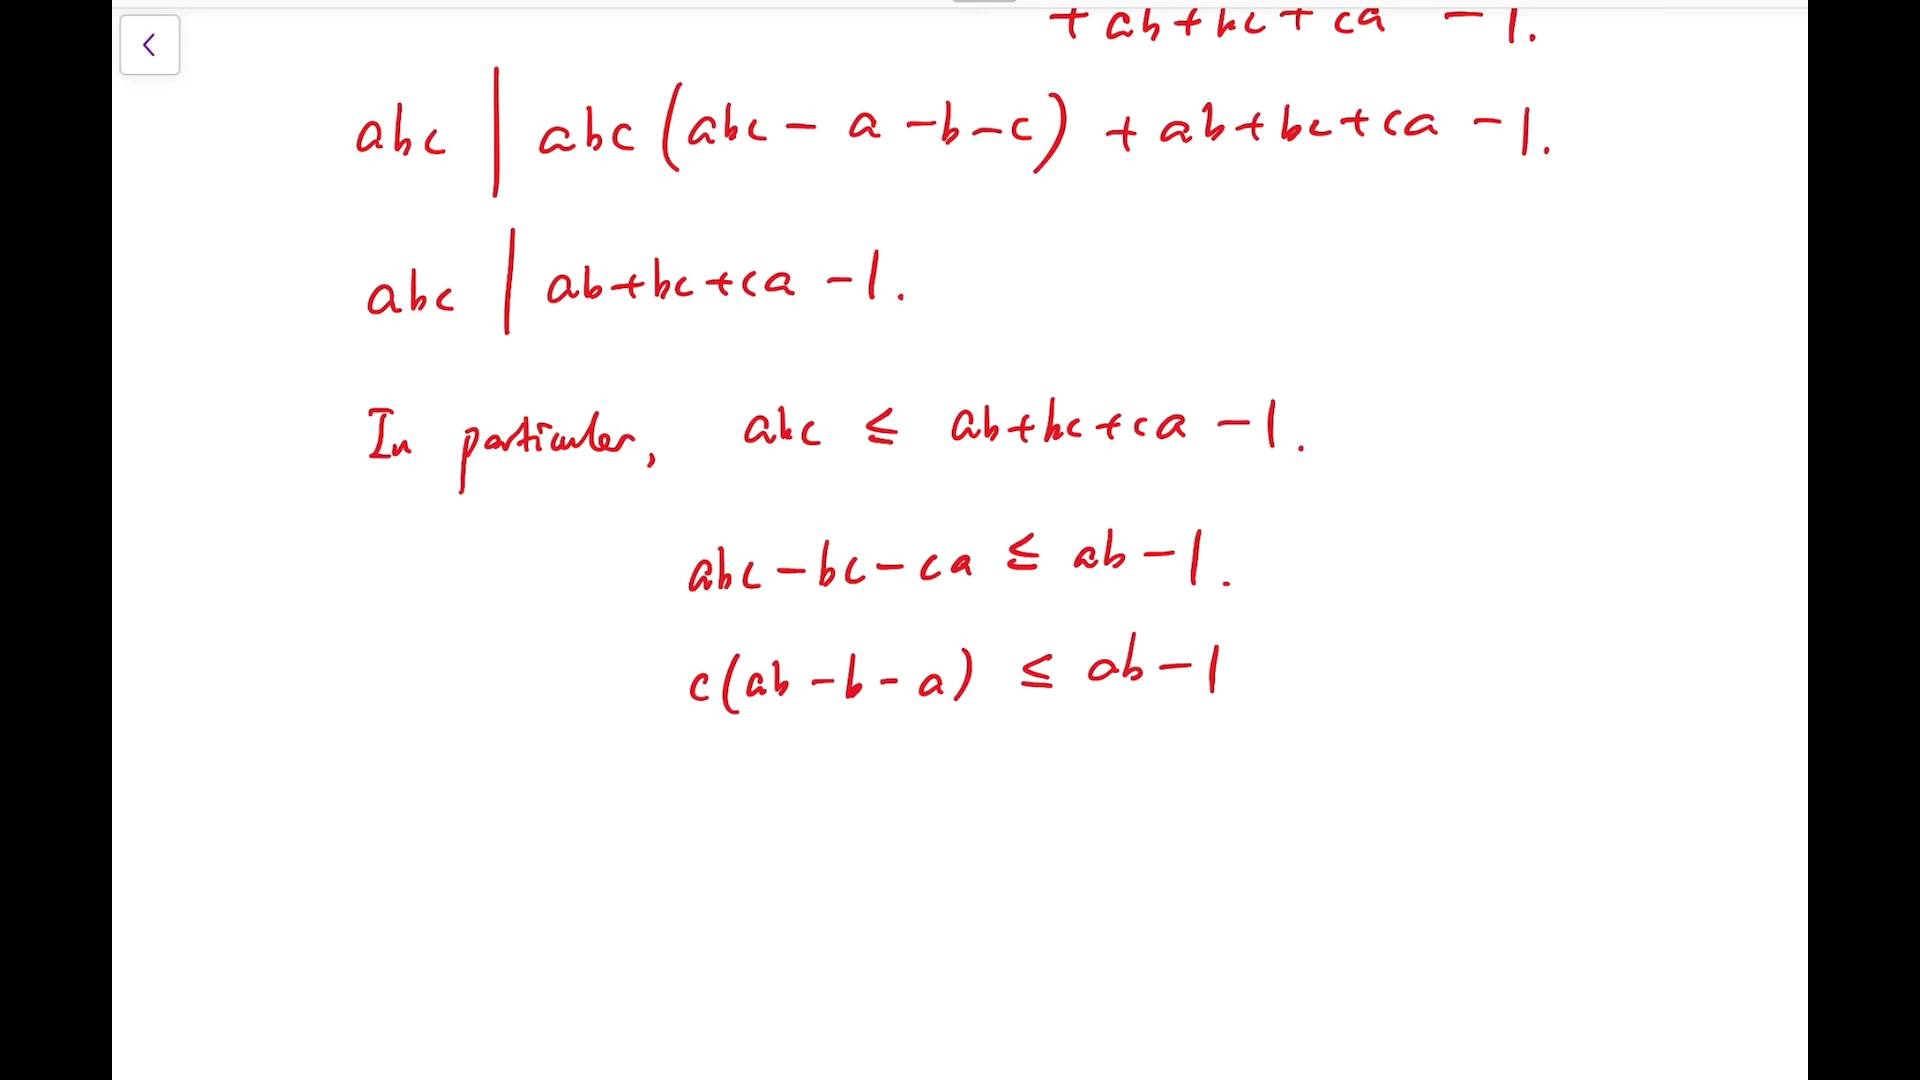 + ab + bc + ca - 1.
abc | abc (abc - a - b - c) + ab + bc + ca - 1.
abc | ab + bc + ca - 1.
In particular, abc ≤ ab + bc + ca - 1.
abc - bc - ca ≤ ab - 1.
c(ab - b - a) ≤ ab - 1